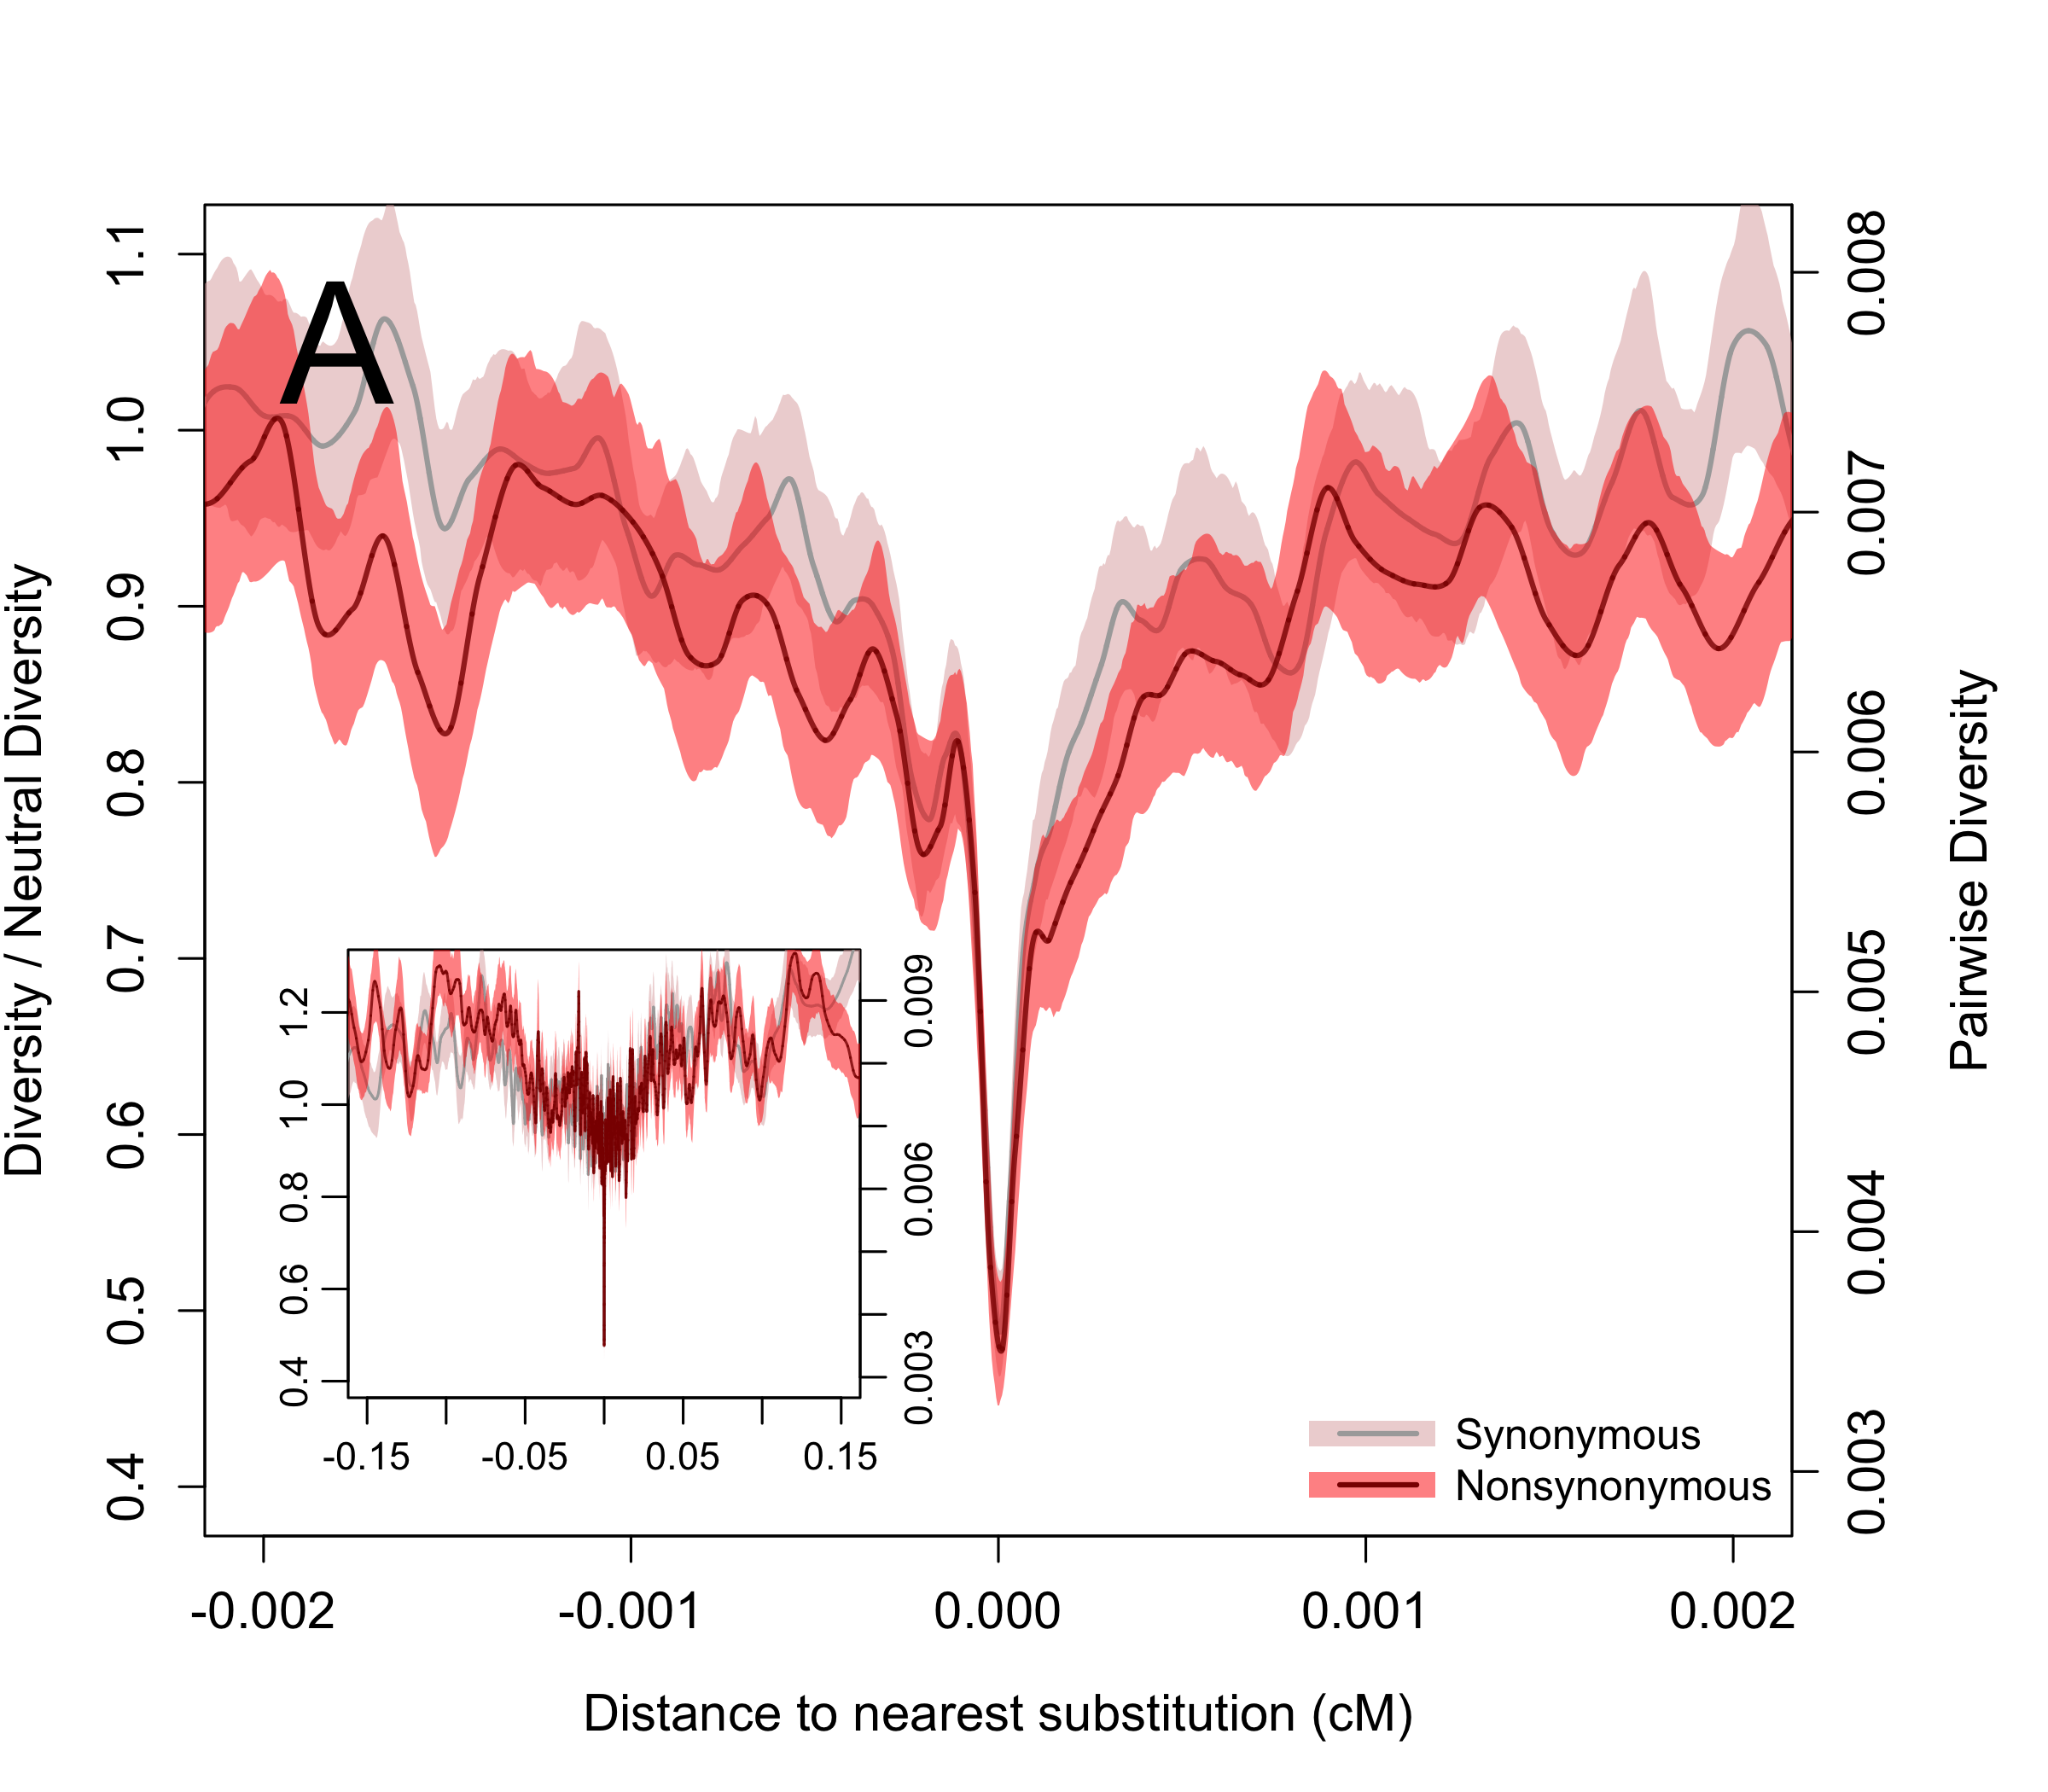 A
Diversity / Neutral Diversity
1.1
1.0
0.9
0.8
0.7
0.6
0.5
0.4
Pairwise Diversity
0.008
0.007
0.006
0.005
0.004
0.003
1.2
1.0
0.8
0.6
0.4
0.009
0.006
0.003
-0.15 -0.05 0.05 0.15
Synonymous
Nonsynonymous
-0.002 -0.001 0.000 0.001 0.002
Distance to nearest substitution (cM)